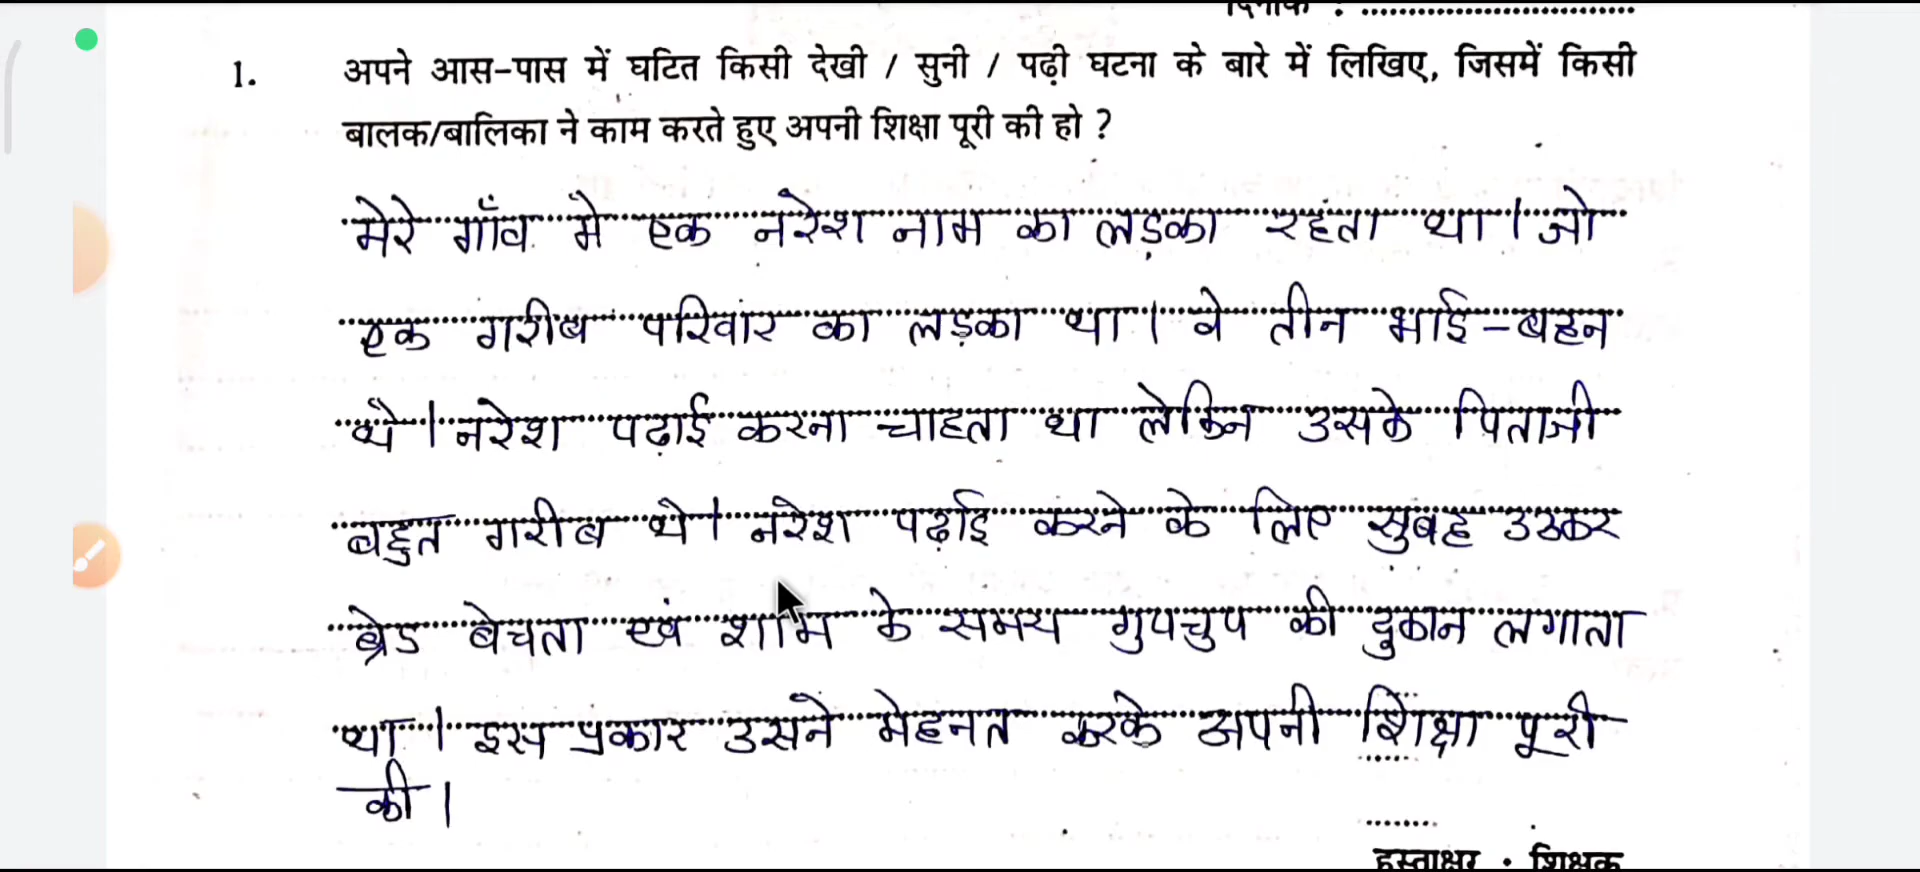 दिनांक : ..............................
1. अपने आस-पास में घटित किसी देखी / सुनी / पढ़ी घटना के बारे में लिखिए, जिसमें किसी
बालक/बालिका ने काम करते हुए अपनी शिक्षा पूरी की हो ?
मेरे गाँव में एक नरेश नाम का लड़का रहता था। जो
एक गरीब परिवार का लड़का था। वे तीन भाई-बहन
थे। नरेश पढ़ाई करना चाहता था लेकिन उसके पिताजी
बहुत गरीब थे। नरेश पढ़ाई करने के लिए सुबह उठकर
ब्रेड बेचता एवं शाम के समय गुपचुप की दुकान लगाता
था। इस प्रकार उसने मेहनत करके अपनी शिक्षा पूरी
की।
हस्ताक्षर : शिक्षक